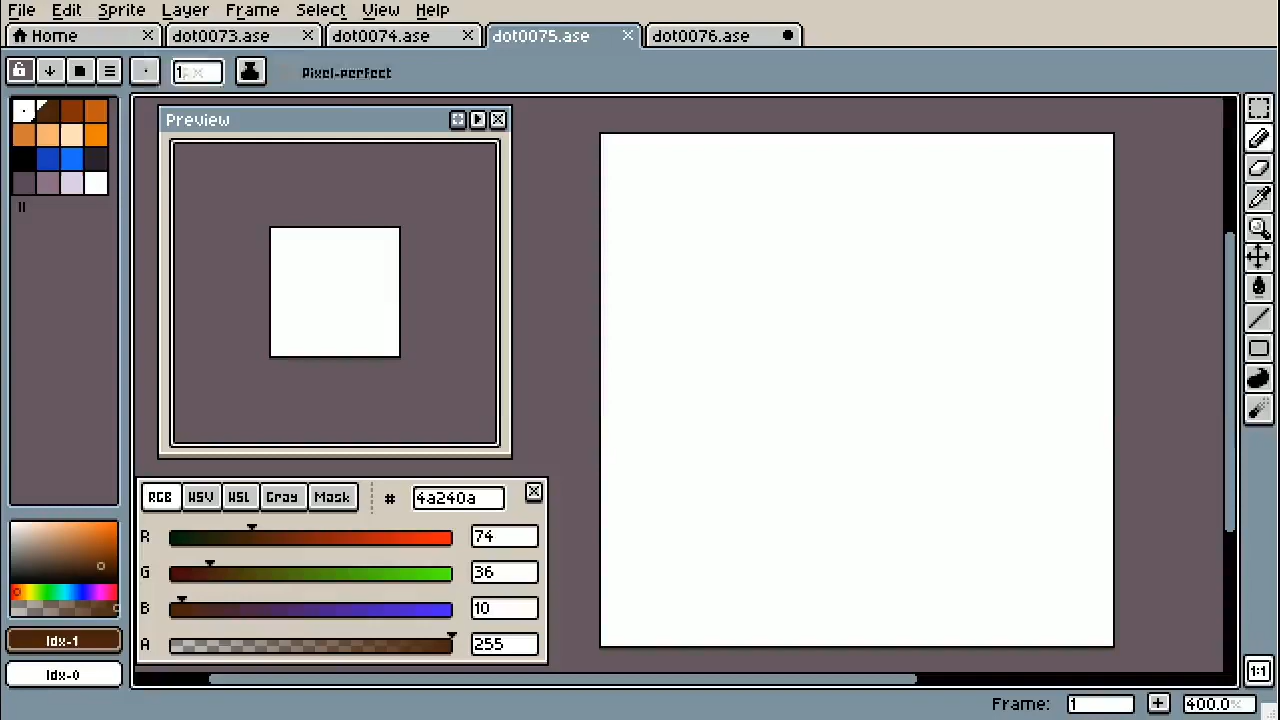 File Edit Sprite Layer Frame Select View Help
Home dot0073.ase dot0074.ase dot0075.ase dot0076.ase
Pixel-perfect
Preview
RGB HSV HSL Gray Mask # 4a240a
R 74
G 36
B 10
A 255
Idx-1
Idx-0
1:1
Frame: 1 400.0